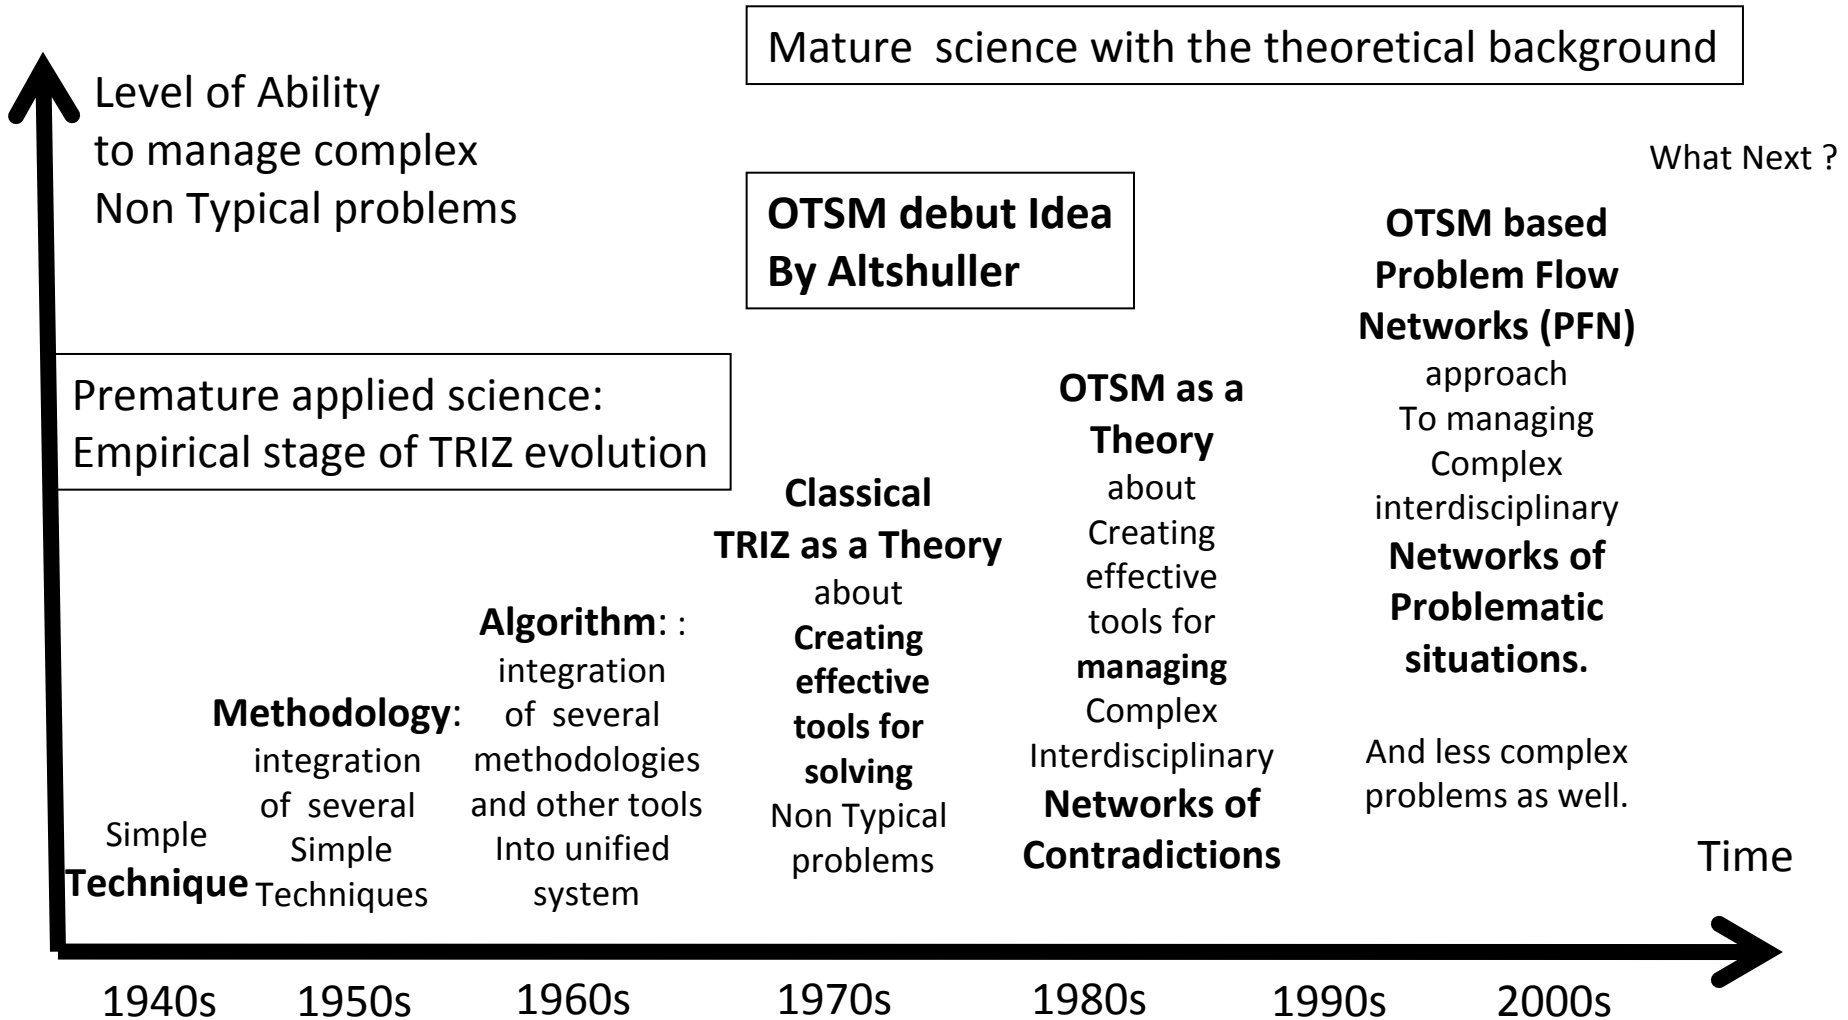 Mature science with the theoretical background
Level of Ability
to manage complex
Non Typical problems
What Next ?
OTSM debut Idea
By Altshuller
Premature applied science:
Empirical stage of TRIZ evolution
Simple
Technique
Methodology:
integration
of several
Simple
Techniques
Algorithm: :
integration
of several
methodologies
and other tools
Into unified
system
Classical
TRIZ as a Theory
about
Creating
effective
tools for
solving
Non Typical
problems
OTSM as a
Theory
about
Creating
effective
tools for
managing
Complex
Interdisciplinary
Networks of
Contradictions
OTSM based
Problem Flow
Networks (PFN)
approach
To managing
Complex
interdisciplinary
Networks of
Problematic
situations.
And less complex
problems as well.
Time
1940s 1950s 1960s 1970s 1980s 1990s 2000s